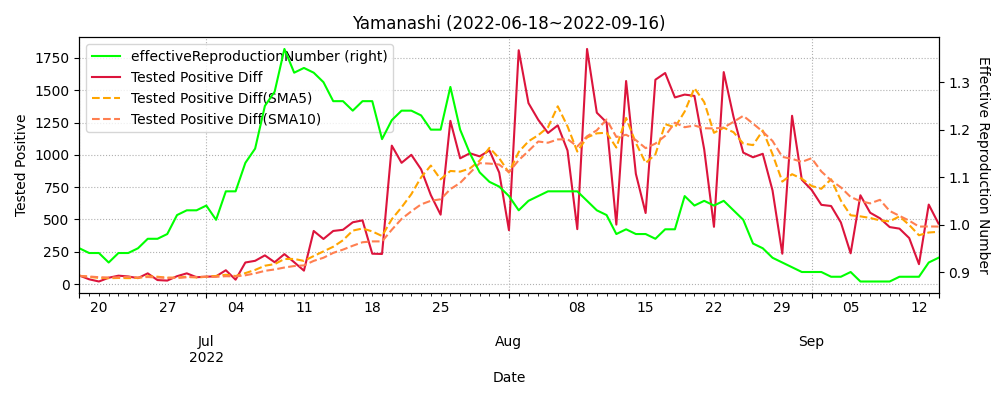 Yamanashi (2022-06-18~2022-09-16)
effectiveReproductionNumber (right)
Tested Positive Diff
Tested Positive Diff(SMA5)
Tested Positive Diff(SMA10)
Tested Positive
1750
1500
1250
1000
750
500
250
0
Effective Reproduction Number
1.3
1.2
1.1
1.0
0.9
20 27 04 11 18 25 08 15 22 29 05 12
Jul Aug Sep
2022
Date